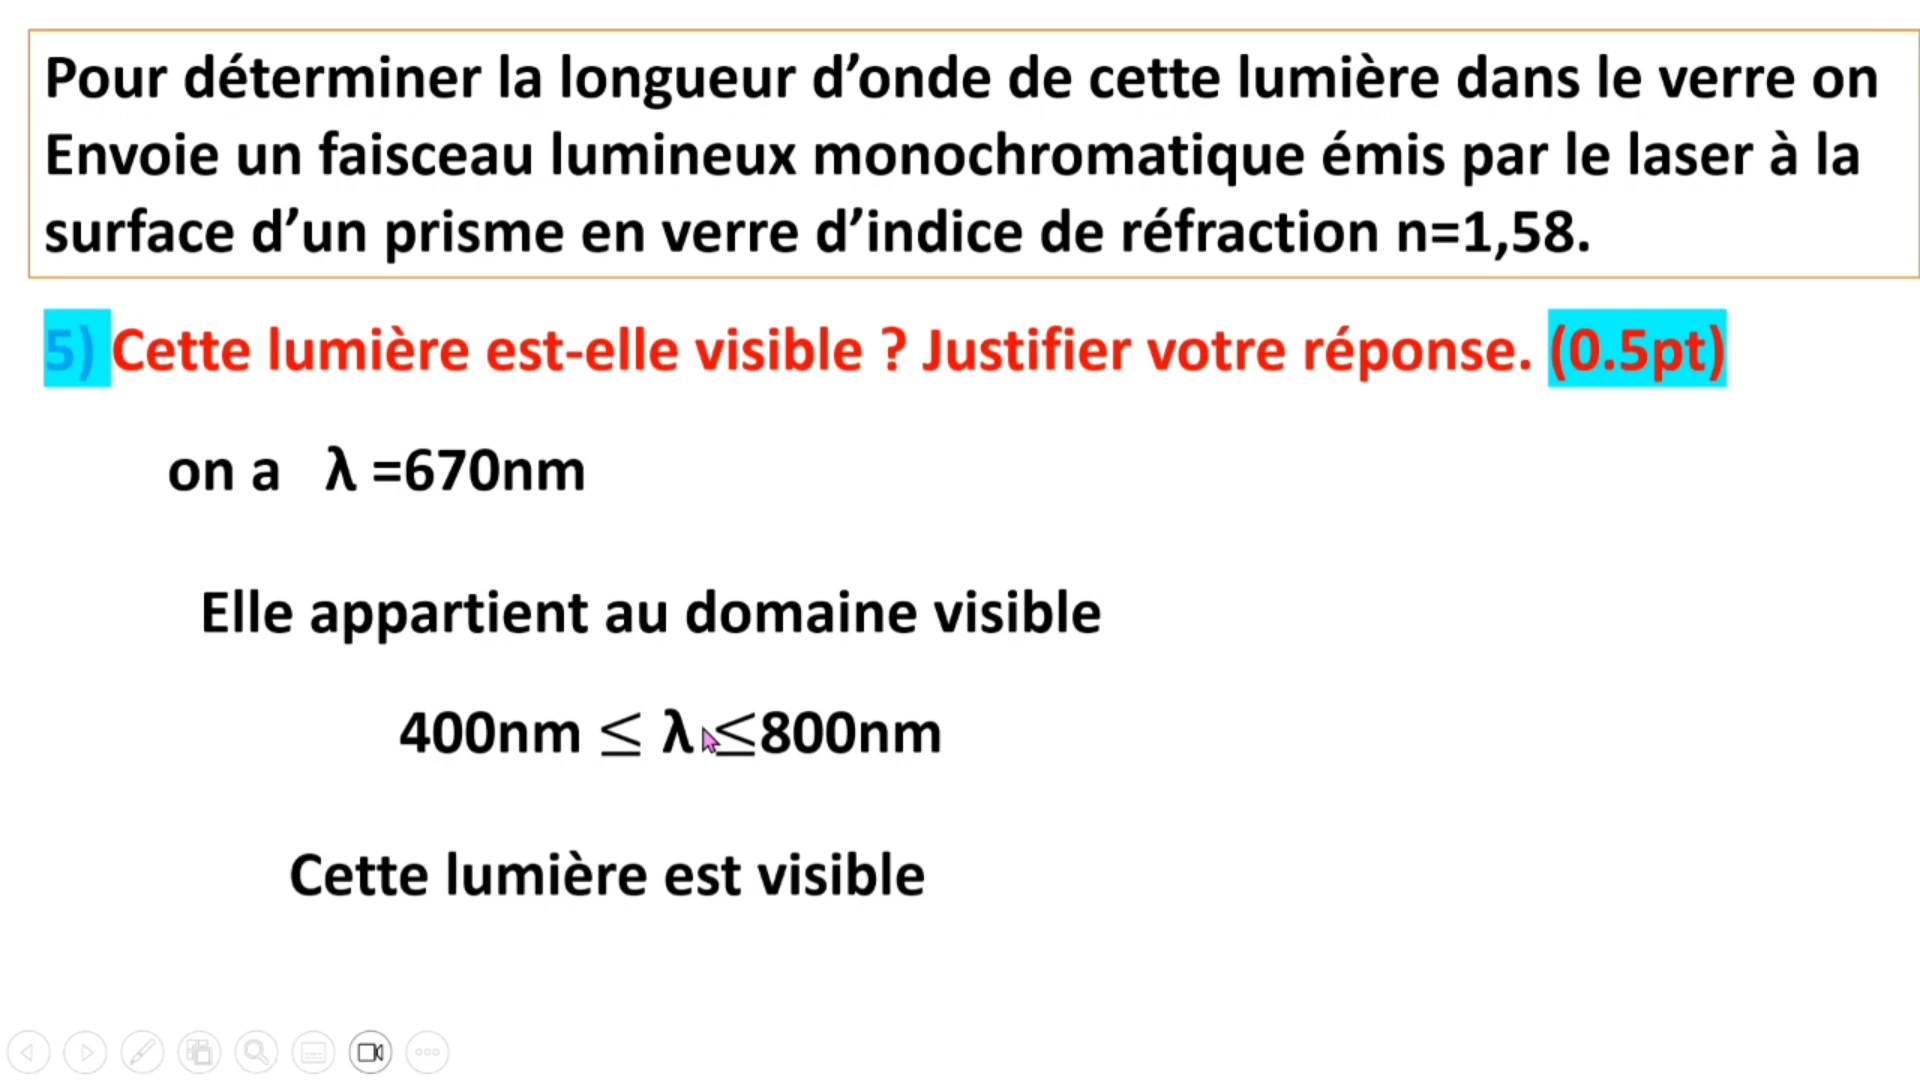 Pour déterminer la longueur d’onde de cette lumière dans le verre on
Envoie un faisceau lumineux monochromatique émis par le laser à la
surface d’un prisme en verre d’indice de réfraction n=1,58.
5) Cette lumière est-elle visible ? Justifier votre réponse. (0.5pt)
on a λ =670nm
Elle appartient au domaine visible
400nm ≤ λ ≤800nm
Cette lumière est visible